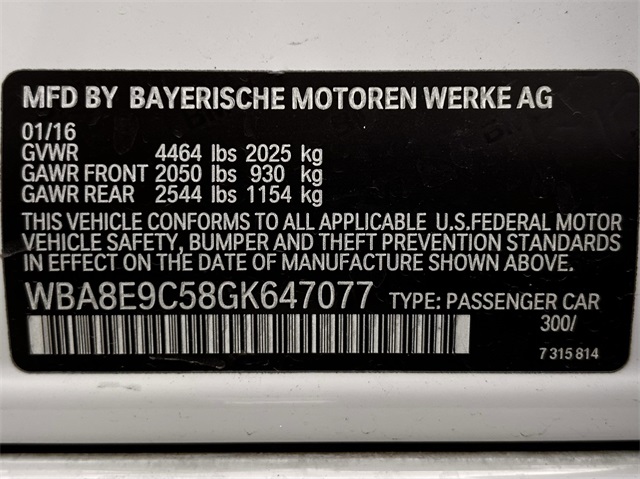 MFD BY BAYERISCHE MOTOREN WERKE AG
01/16
GVWR 4464 lbs 2025 kg
GAWR FRONT 2050 lbs 930 kg
GAWR REAR 2544 lbs 1154 kg
THIS VEHICLE CONFORMS TO ALL APPLICABLE U.S.FEDERAL MOTOR
VEHICLE SAFETY, BUMPER AND THEFT PREVENTION STANDARDS
IN EFFECT ON THE DATE OF MANUFACTURE SHOWN ABOVE.
WBA8E9C58GK647077 TYPE: PASSENGER CAR
300/
7 315 814